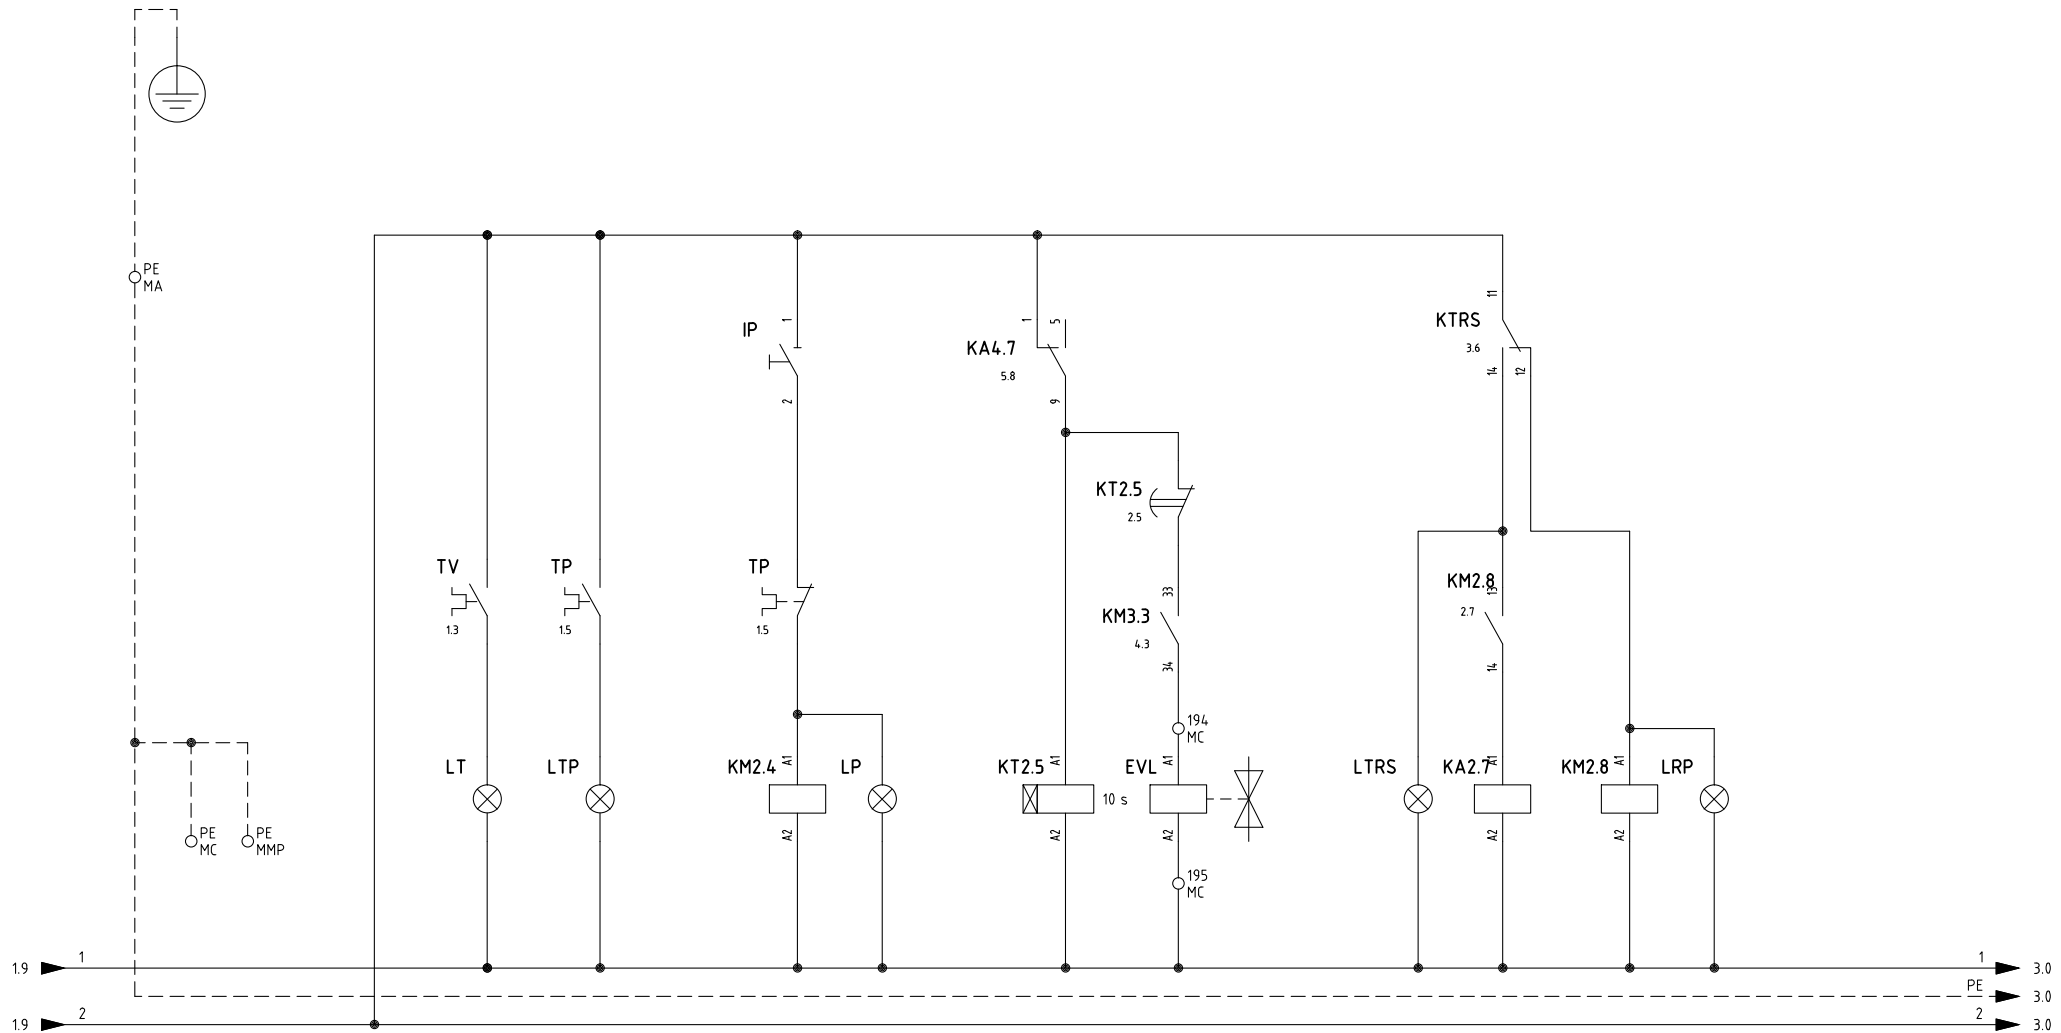 PE
MA
11
1
1
5
KTRS
IP
KA4.7
3.6
5.8
14
12
2
9
KT2.5
2.5
TV
TP
TP
KM2.8
13
33
2.7
KM3.3
1.3
1.5
1.5
4.3
34
14
194
MC
LT
LTP
KM2.4
A1
LP
KT2.5
A1
EVL
A1
LTRS
KA2.7
A1
KM2.8
A1
LRP
10 s
PE
MC
PE
MMP
A2
A2
A2
A2
A2
195
MC
1.9
1
1
3.0
PE
3.0
1.9
2
2
3.0